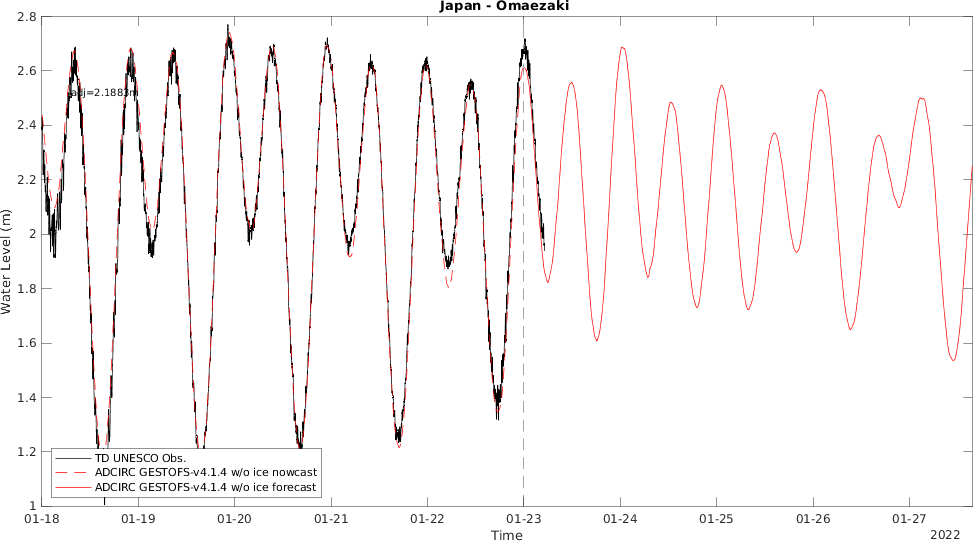 Japan - Omaezaki
2.8
2.6
2.4
2.2
2
1.8
1.6
1.4
1.2
1
Water Level (m)
adj=2.1883m
TD UNESCO Obs.
ADCIRC GESTOFS-v4.1.4 w/o ice nowcast
ADCIRC GESTOFS-v4.1.4 w/o ice forecast
01-18 01-19 01-20 01-21 01-22 01-23 01-24 01-25 01-26 01-27
Time
2022